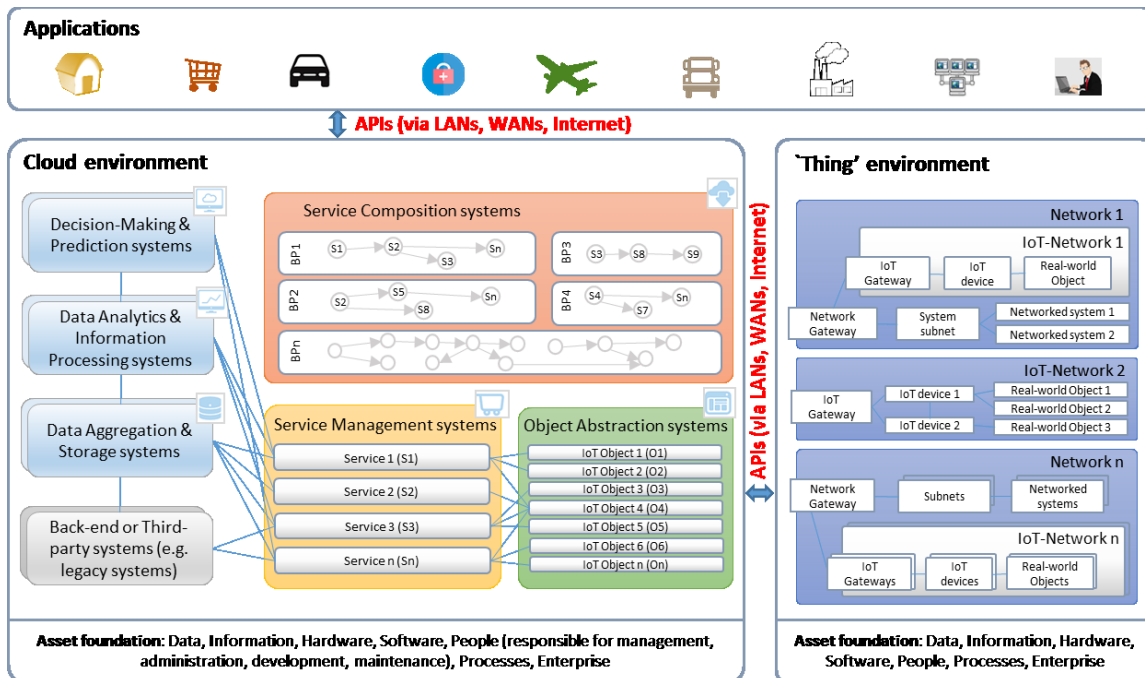 Applications
APIs (via LANs, WANs, Internet)
Cloud environment
Decision-Making &
Prediction systems
Data Analytics &
Information
Processing systems
Data Aggregation &
Storage systems
Back-end or Third-
party systems (e.g.
legacy systems)
Service Composition systems
BP1
S1
S2
Sn
S3
BP3
S3
S8
S9
BP2
S2
S5
Sn
S8
BP4
S4
Sn
S7
BPn
Service Management systems
Service 1 (S1)
Service 2 (S2)
Service 3 (S3)
Service n (Sn)
Object Abstraction systems
IoT Object 1 (O1)
IoT Object 2 (O2)
IoT Object 3 (O3)
IoT Object 4 (O4)
IoT Object 5 (O5)
IoT Object 6 (O6)
IoT Object n (On)
Asset foundation: Data, Information, Hardware, Software, People (responsible for management,
administration, development, maintenance), Processes, Enterprise
APIs (via LANs, WANs, Internet)
`Thing' environment
Network 1
IoT-Network 1
IoT
Gateway
IoT
device
Real-world
Object
Network
Gateway
System
subnet
Networked system 1
Networked system 2
IoT-Network 2
IoT
Gateway
IoT device 1
IoT device 2
Real-world Object 1
Real-world Object 2
Real-world Object 3
Network n
Network
Gateway
Subnets
Networked
systems
IoT-Network n
IoT
Gateways
IoT
devices
Real-world
Objects
Asset foundation: Data, Information, Hardware,
Software, People, Processes, Enterprise